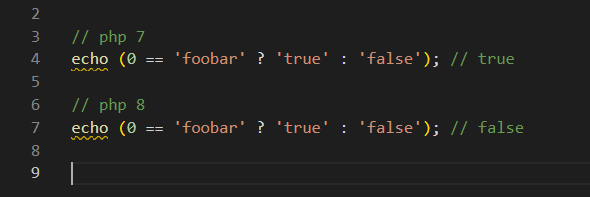 2
3 // php 7
4 echo (0 == 'foobar' ? 'true' : 'false'); // true
5
6 // php 8
7 echo (0 == 'foobar' ? 'true' : 'false'); // false
8
9